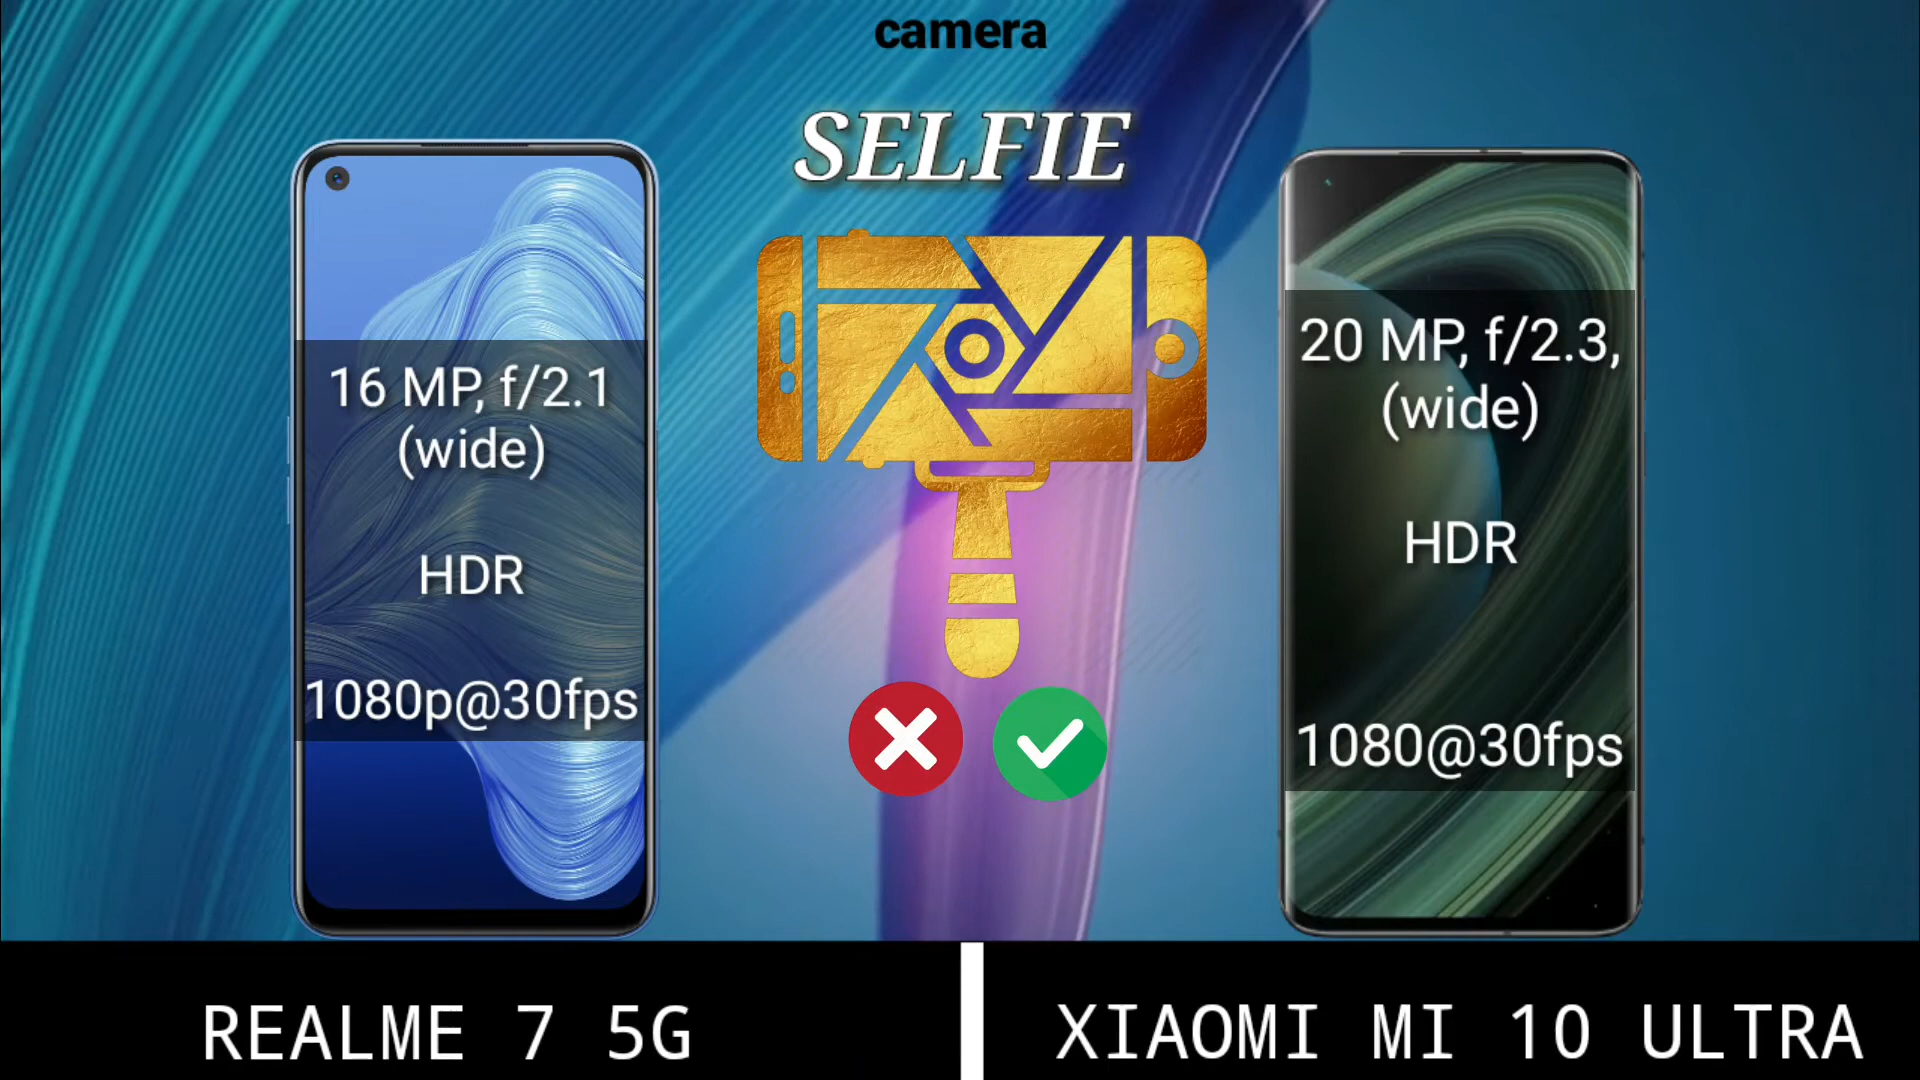 camera
SELFIE
16 MP, f/2.1
(wide)
HDR
1080p@30fps
20 MP, f/2.3,
(wide)
HDR
1080@30fps
REALME 7 5G
XIAOMI MI 10 ULTRA